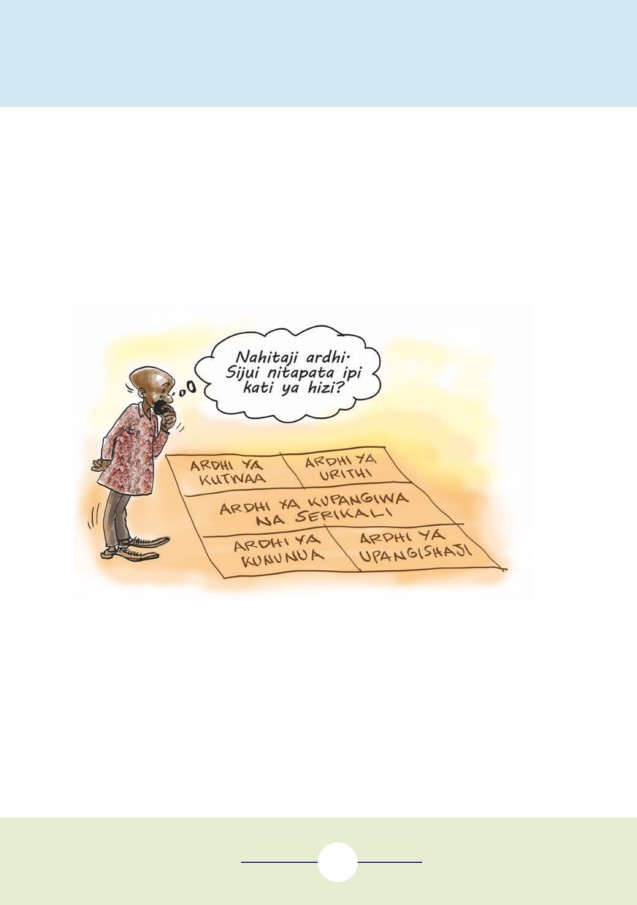 Nahitaji ardhi.
Sijui nitapata ipi
kati ya hizi?
ARDHI YA
KUTWAA
ARDHI YA
URITHI
ARDHI YA KUPANGIWA
NA SERIKALI
ARDHI YA
KUNUNUA
ARDHI YA
UPANGISHAJI